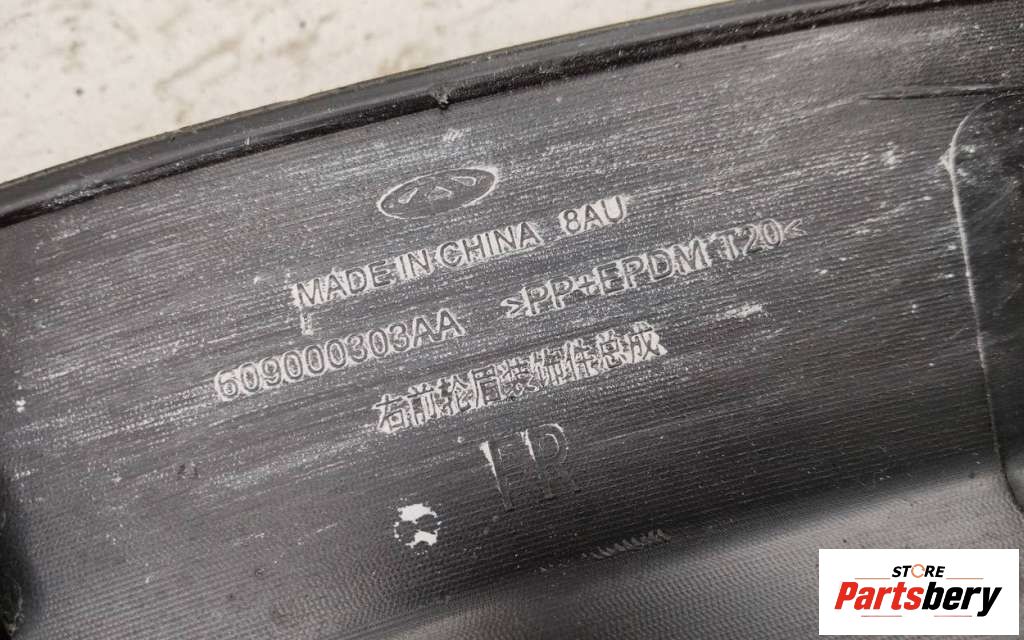 MADE IN CHINA 8AU
609000303AA >PP+EPDM T20<
右前轮眉装饰件总成
FR
STORE
Partsbery